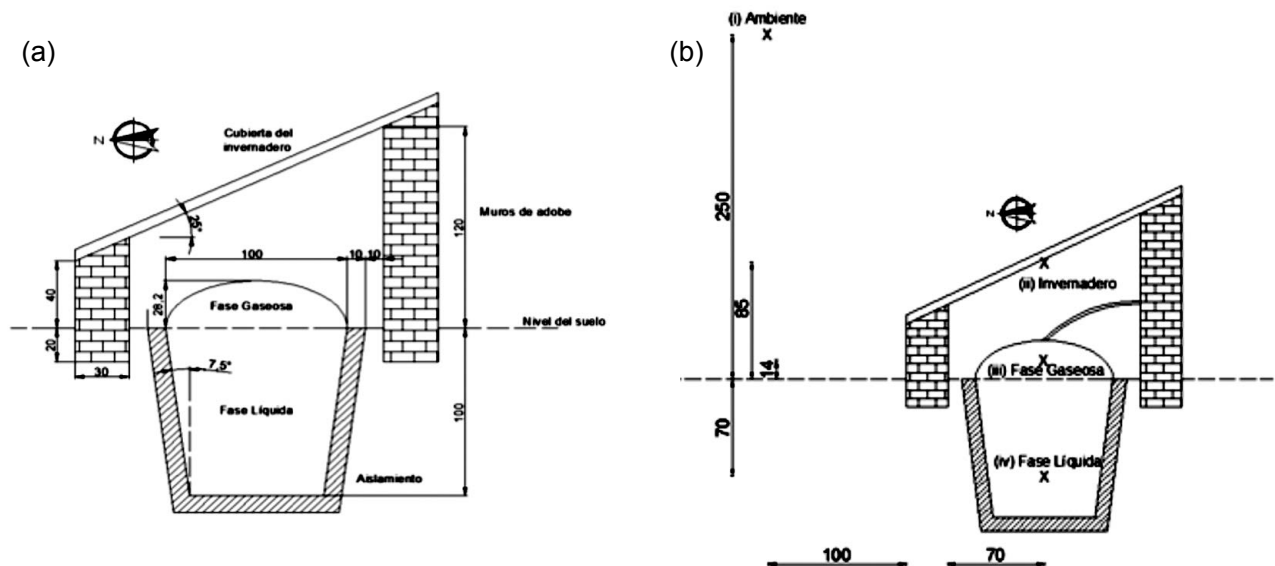 (a)
N
Cubierta del
invernadero
25°
Muros de adobe
120
100
10
10
40
28,2
Fase Gaseosa
Nivel del suelo
20
30
7,5°
Fase Líquida
100
Aislamiento
(b)
(i) Ambiente
X
250
N
85
X
(ii) Invernadero
14
X
(iii) Fase Gaseosa
70
(iv) Fase Líquida
X
100
70